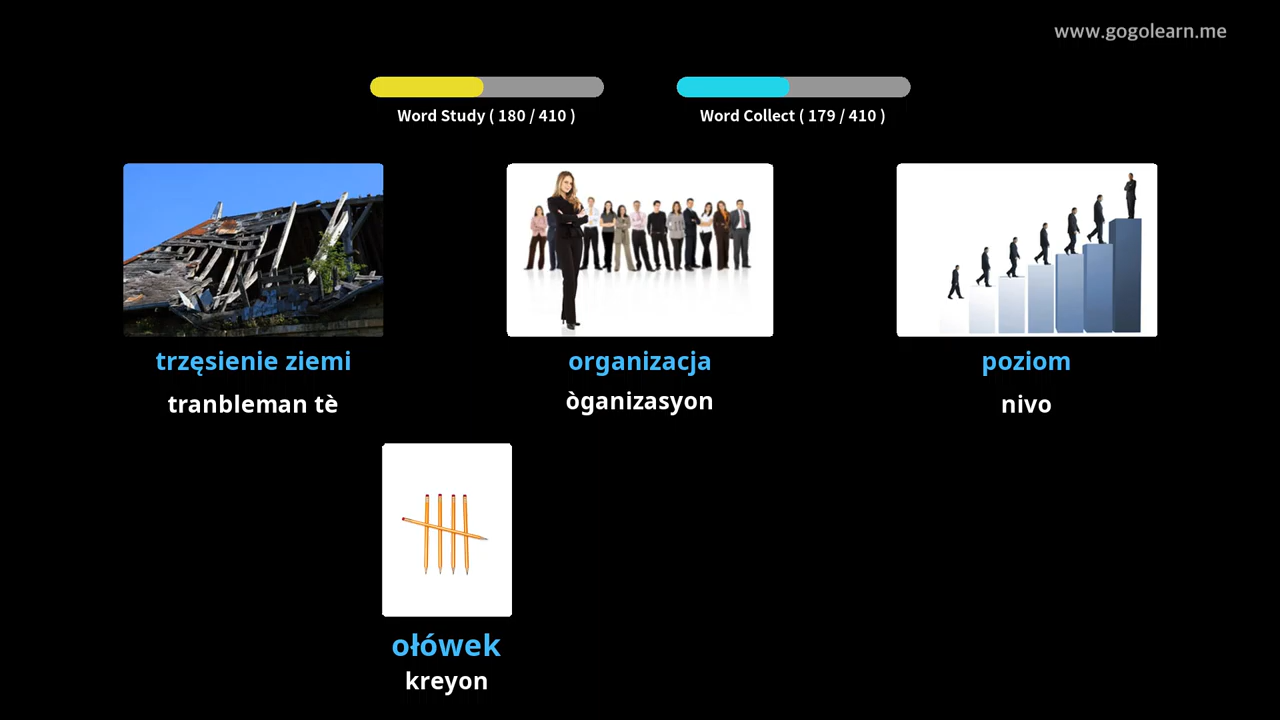 www.gogolearn.me
Word Study ( 180 / 410 )
Word Collect ( 179 / 410 )
trzęsienie ziemi
organizacja
poziom
tranbleman tè
òganizasyon
nivo
ołówek
kreyon